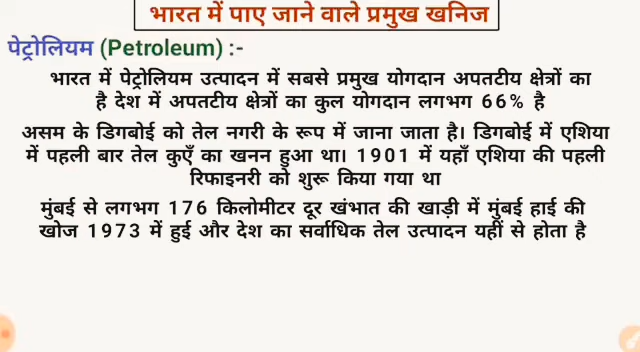 भारत में पाए जाने वाले प्रमुख खनिज
पेट्रोलियम (Petroleum) :-
भारत में पेट्रोलियम उत्पादन में सबसे प्रमुख योगदान अपतटीय क्षेत्रों का
है देश में अपतटीय क्षेत्रों का कुल योगदान लगभग 66% है
असम के डिगबोई को तेल नगरी के रूप में जाना जाता है। डिगबोई में एशिया
में पहली बार तेल कुएँ का खनन हुआ था। 1901 में यहाँ एशिया की पहली
रिफाइनरी को शुरू किया गया था
मुंबई से लगभग 176 किलोमीटर दूर खंभात की खाड़ी में मुंबई हाई की
खोज 1973 में हुई और देश का सर्वाधिक तेल उत्पादन यहीं से होता है